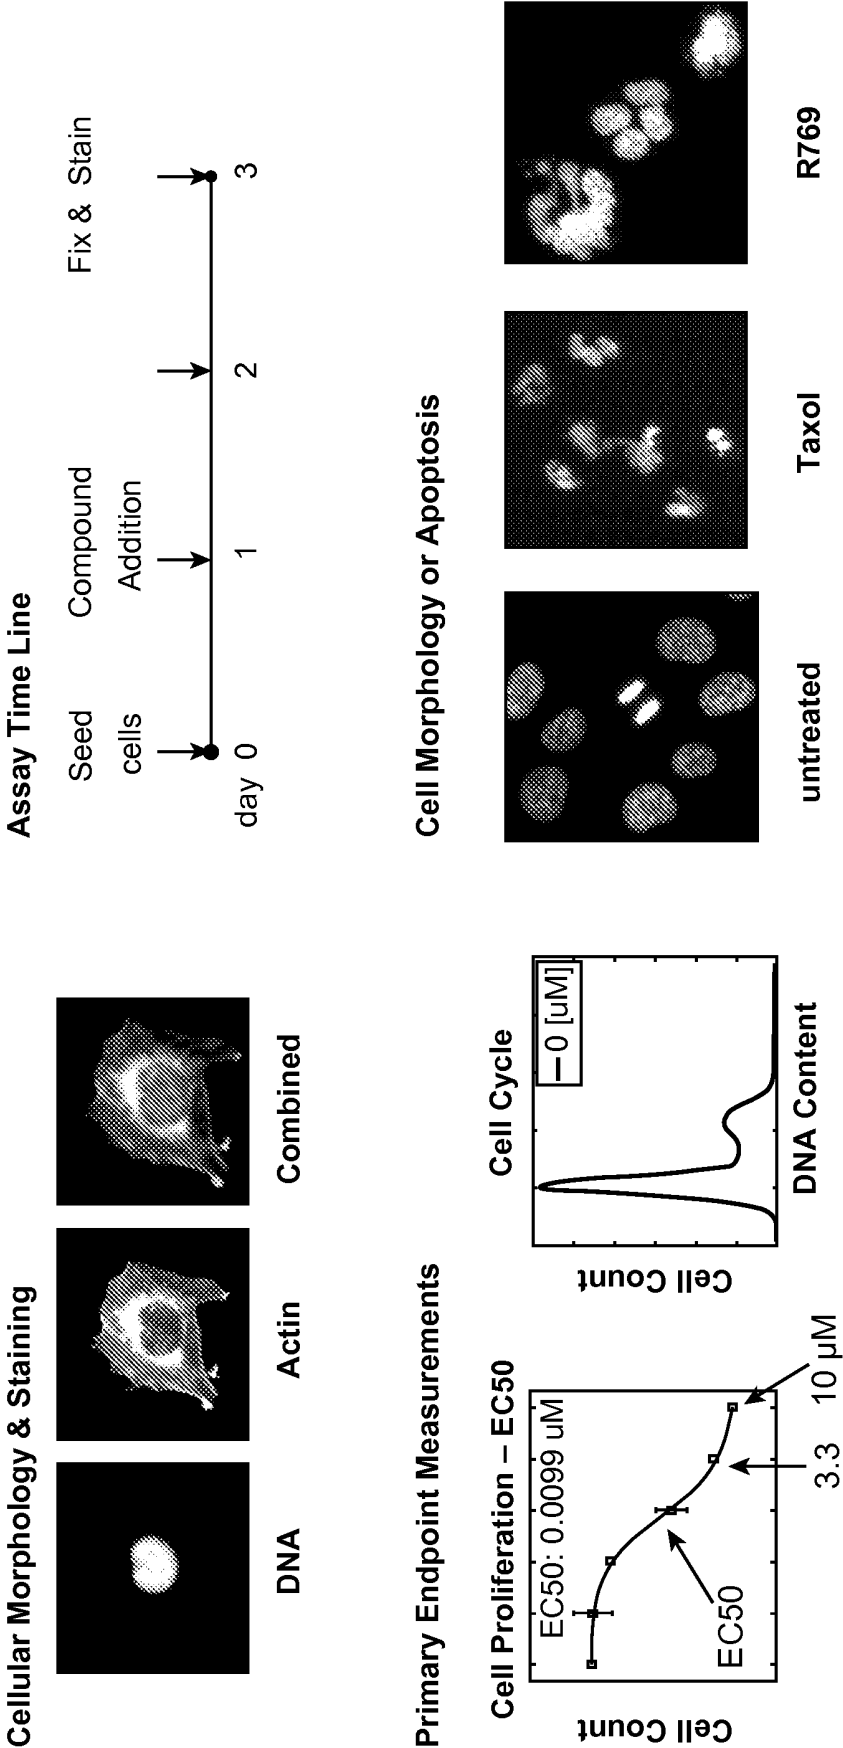 Cellular Morphology & Staining
DNA
Actin
Combined
Assay Time Line
Seed
cells
Compound
Addition
Fix & Stain
day 0
1
2
3
Primary Endpoint Measurements
Cell Proliferation – EC50
EC50: 0.0099 uM
EC50
3.3
10 µM
Cell Count
Cell Cycle
0 [uM]
Cell Count
DNA Content
Cell Morphology or Apoptosis
untreated
Taxol
R769